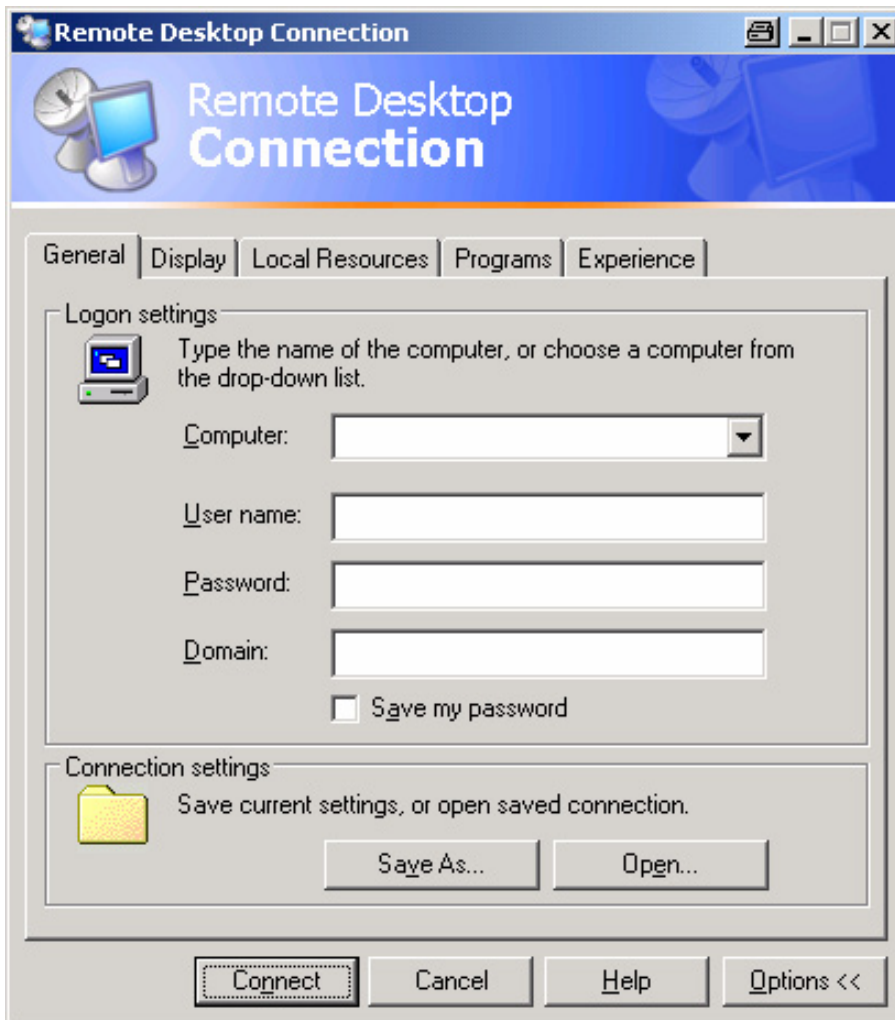 Remote Desktop Connection
Remote Desktop
Connection
General Display Local Resources Programs Experience
Logon settings
Type the name of the computer, or choose a computer from
the drop-down list.
Computer:
User name:
Password:
Domain:
Save my password
Connection settings
Save current settings, or open saved connection.
Save As... Open...
Connect Cancel Help Options <<